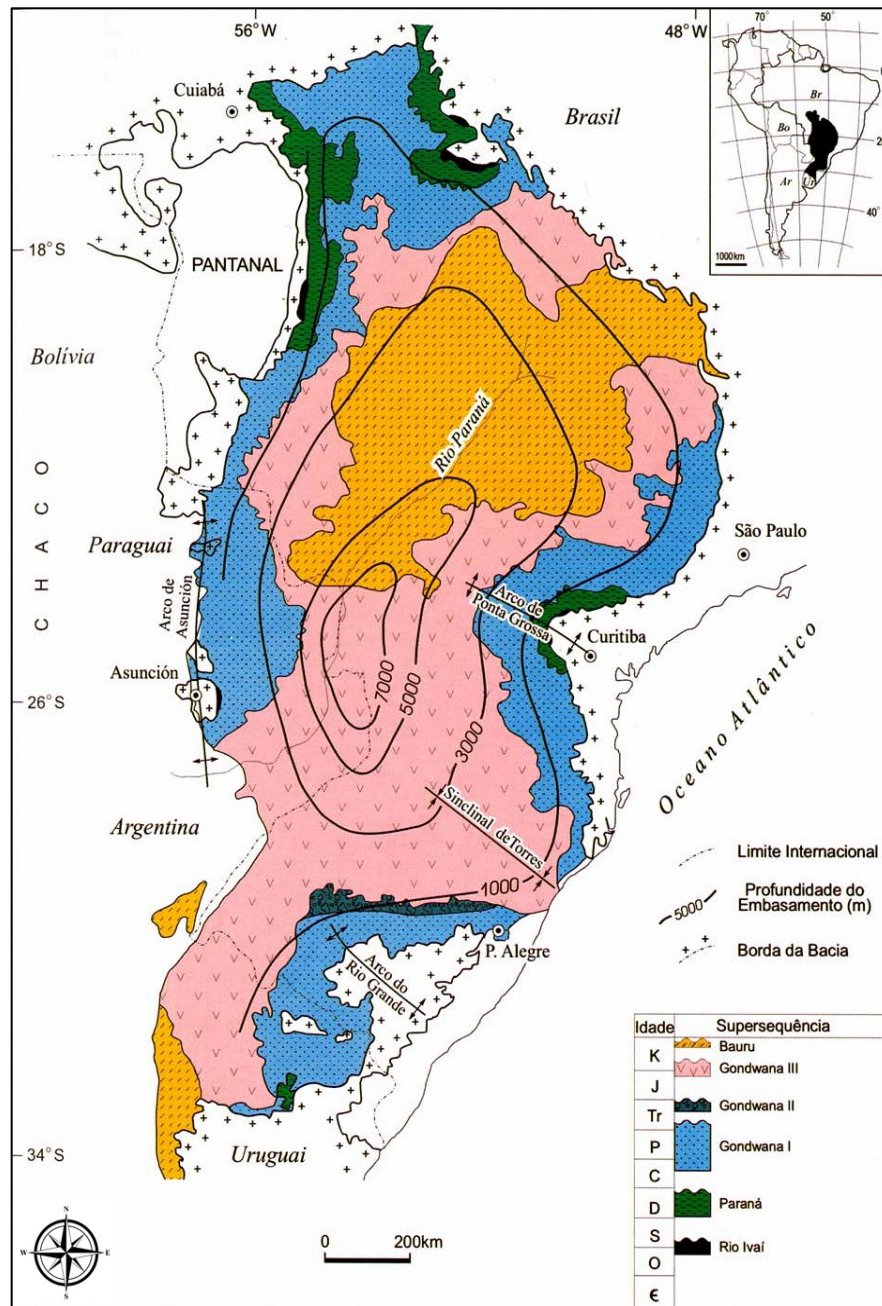 56°W
48°W
70°
50°
0
Br
Bo
20
Ar
Ur
40°
1000km
Cuiabá
Brasil
18°S
PANTANAL
Bolívia
Rio Paraná
CHACO
Paraguai
Arco de
Asunción
São Paulo
Arco de
Ponta Grossa
Curitiba
Asunción
7000
5000
3000
26°S
Oceano Atlântico
Sinclinal de Torres
Argentina
1000
P. Alegre
Arco do
Rio Grande
Limite Internacional
5000
Profundidade do
Embasamento (m)
Borda da Bacia
Idade Supersequência
K Bauru
Gondwana III
J
Gondwana II
Tr
P Gondwana I
C
D Paraná
S
Rio Ivaí
O
Є
34°S
Uruguai
N
W E
S
0 200km